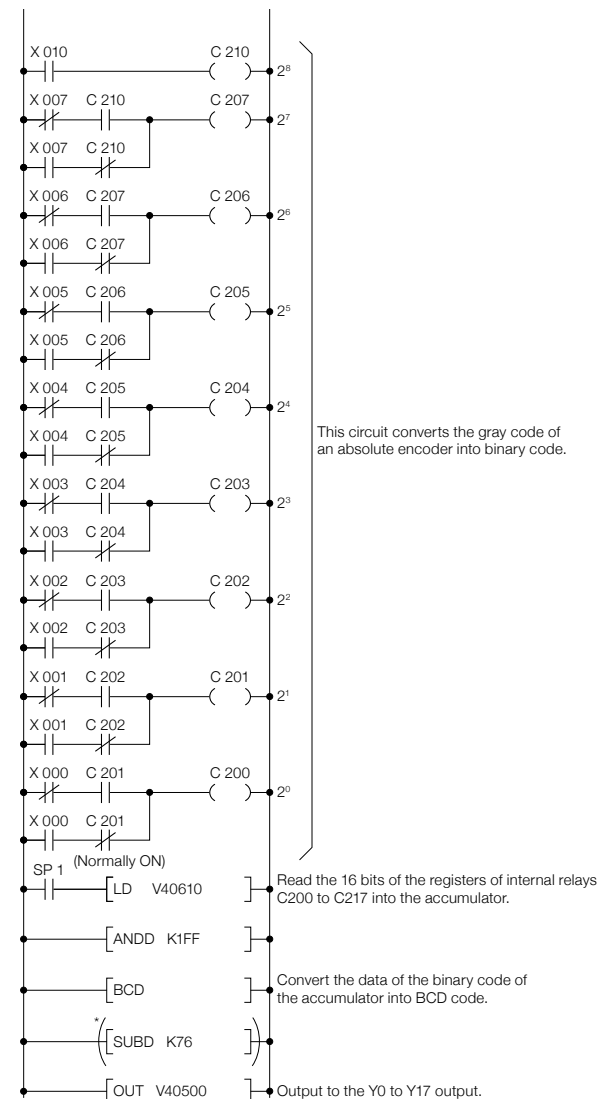 X 010 C 210
( ) 2⁸
X 007 C 210 C 207
( ) 2⁷
X 007 C 210
X 006 C 207 C 206
( ) 2⁶
X 006 C 207
X 005 C 206 C 205
( ) 2⁵
X 005 C 206
X 004 C 205 C 204
( ) 2⁴
X 004 C 205
This circuit converts the gray code of
an absolute encoder into binary code.
X 003 C 204 C 203
( ) 2³
X 003 C 204
X 002 C 203 C 202
( ) 2²
X 002 C 203
X 001 C 202 C 201
( ) 2¹
X 001 C 202
X 000 C 201 C 200
( ) 2⁰
X 000 C 201
(Normally ON)
SP 1
[LD V40610 ]
Read the 16 bits of the registers of internal relays
C200 to C217 into the accumulator.
[ANDD K1FF ]
[BCD ]
Convert the data of the binary code of
the accumulator into BCD code.
*([SUBD K76 ])
[OUT V40500 ] Output to the Y0 to Y17 output.